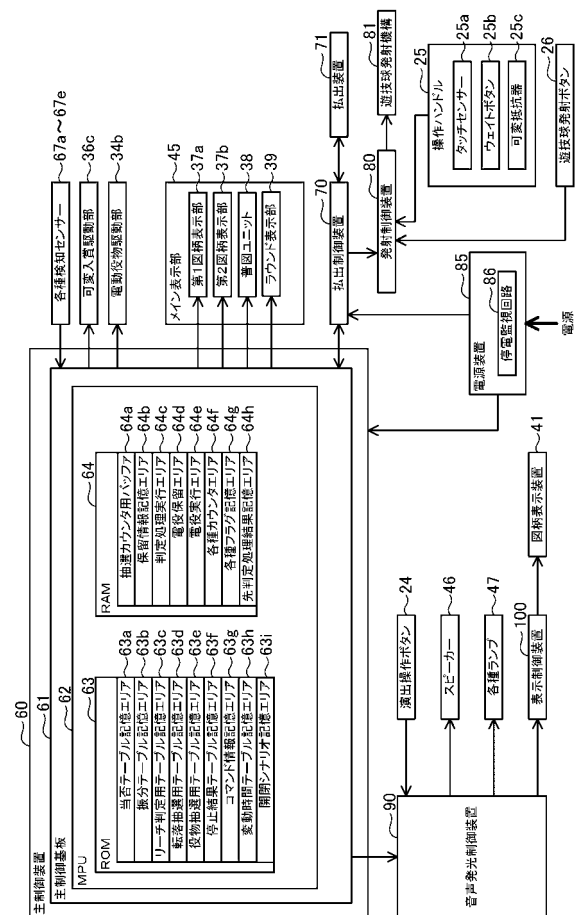 60
主制御装置
61
主制御基板
62
MPU
63
ROM
当否テーブル記憶エリア 63a
振分テーブル記憶エリア 63b
リーチ判定用テーブル記憶エリア 63c
転落抽選用テーブル記憶エリア 63d
役物抽選用テーブル記憶エリア 63e
停止結果テーブル記憶エリア 63f
コマンド情報記憶エリア 63g
変動時間テーブル記憶エリア 63h
開閉シナリオ記憶エリア 63i
64
RAM
抽選カウンタ用バッファ 64a
保留情報記憶エリア 64b
判定処理実行エリア 64c
電役保留エリア 64d
電役実行エリア 64e
各種カウンタエリア 64f
各種フラグ記憶エリア 64g
先判定処理結果記憶エリア 64h
各種検知センサー 67a～67e
可変入賞駆動部 36c
電動役物駆動部 34b
メイン表示部 45
第1図柄表示部 37a
第2図柄表示部 37b
普図ユニット 38
ラウンド表示部 39
払出制御装置 70
払出装置 71
発射制御装置 80
遊技球発射機構 81
操作ハンドル 25
タッチセンサー 25a
ウェイトボタン 25b
可変抵抗器 25c
遊技球発射ボタン 26
電源装置 85
停電監視回路 86
電源
90
音声発光制御装置
演出操作ボタン 24
スピーカー 46
各種ランプ 47
表示制御装置 100
図柄表示装置 41